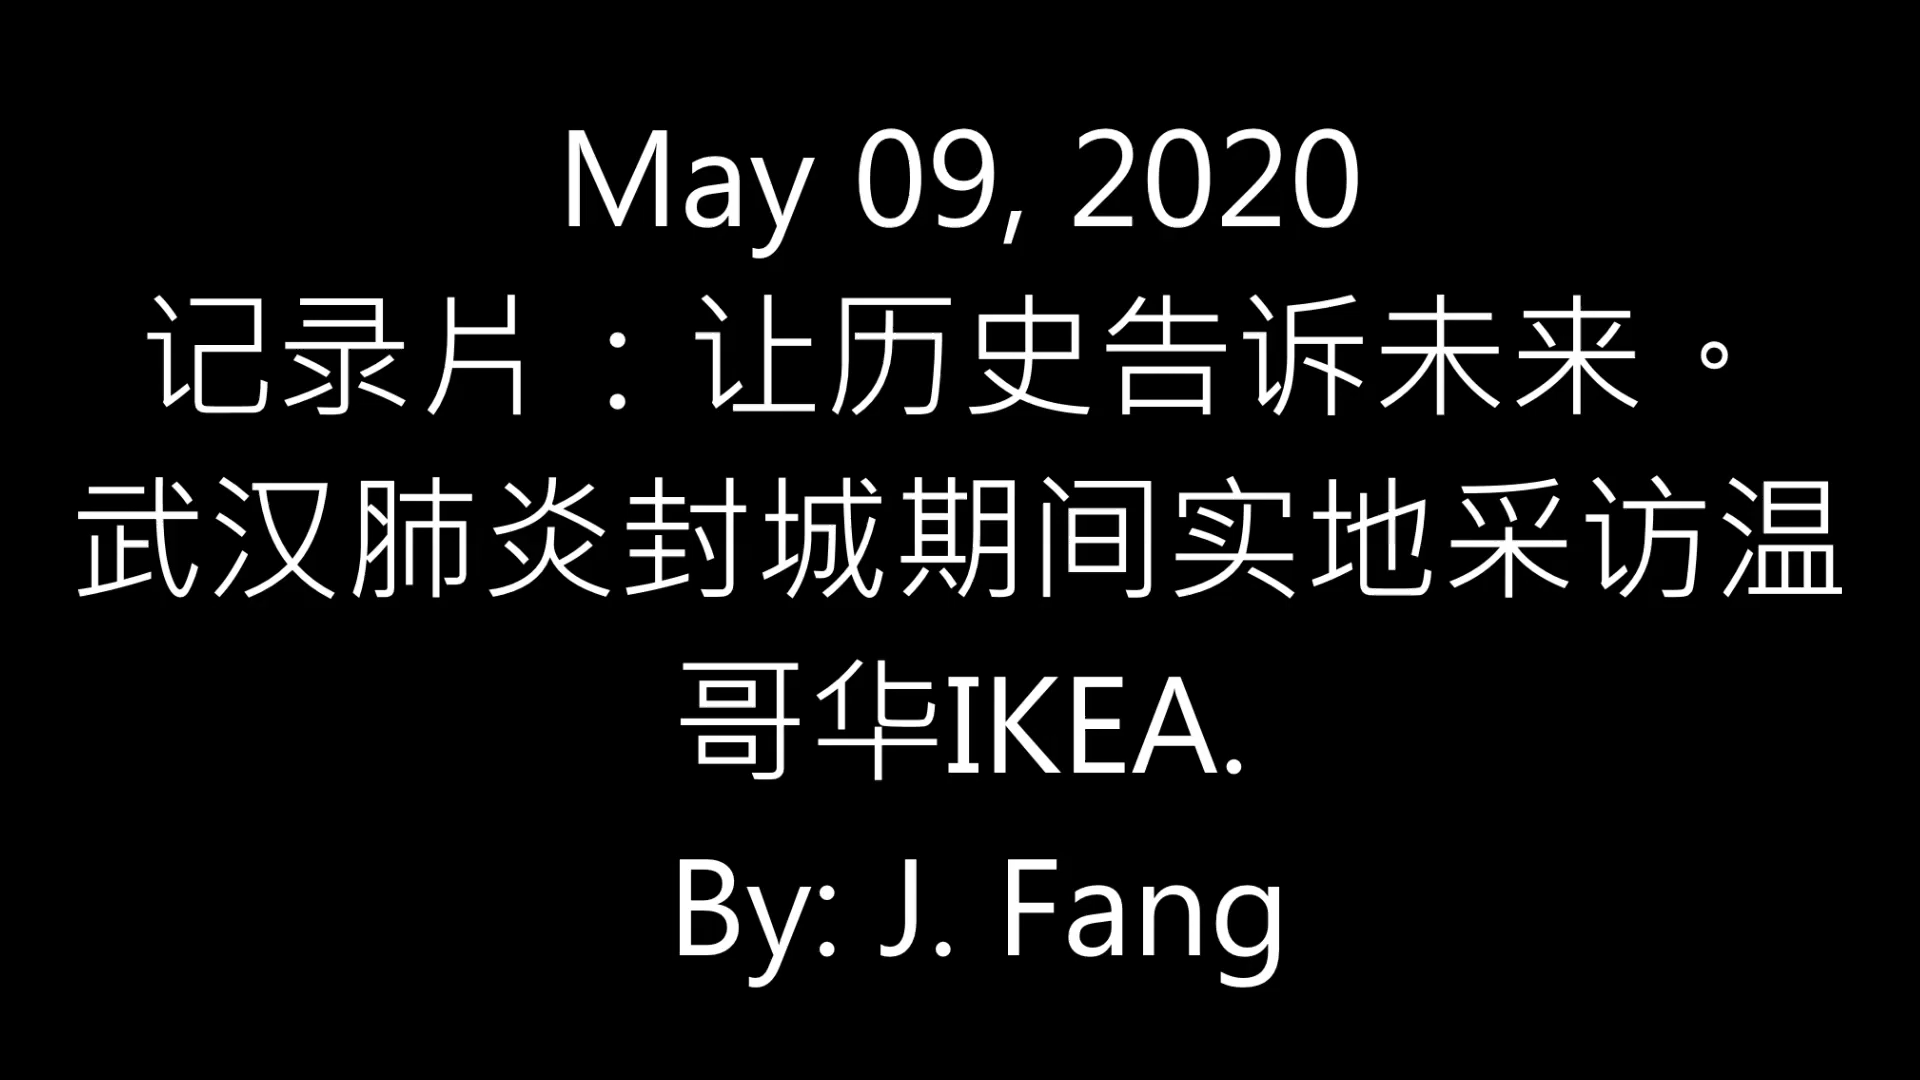 May 09, 2020
记录片：让历史告诉未来。
武汉肺炎封城期间实地采访温
哥华IKEA.
By: J. Fang